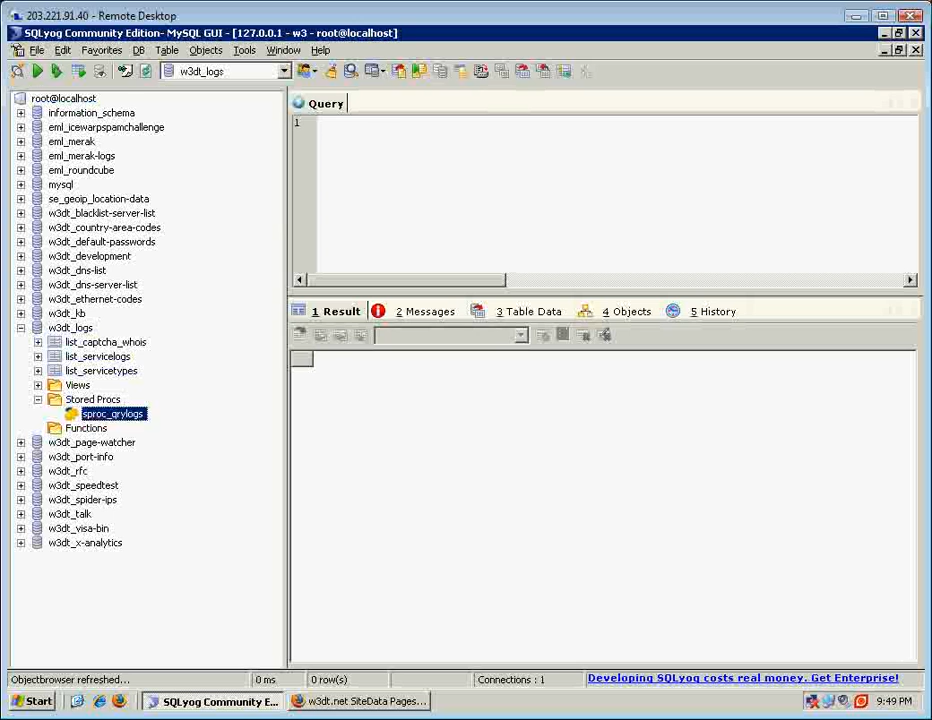 203.221.91.40 - Remote Desktop
SQLyog Community Edition- MySQL GUI - [127.0.0.1 - w3 - root@localhost]
File Edit Favorites DB Table Objects Tools Window Help
w3dt_logs
root@localhost
information_schema
eml_icewarpspamchallenge
eml_merak
eml_merak-logs
eml_roundcube
mysql
se_geoip_location-data
w3dt_blacklist-server-list
w3dt_country-area-codes
w3dt_default-passwords
w3dt_development
w3dt_dns-list
w3dt_dns-server-list
w3dt_ethernet-codes
w3dt_kb
w3dt_logs
list_captcha_whois
list_servicelogs
list_servicetypes
Views
Stored Procs
sproc_qrylogs
Functions
w3dt_page-watcher
w3dt_port-info
w3dt_rfc
w3dt_speedtest
w3dt_spider-ips
w3dt_talk
w3dt_visa-bin
w3dt_x-analytics
Query
1
1 Result 2 Messages 3 Table Data 4 Objects 5 History
Objectbrowser refreshed... 0 ms 0 row(s) Connections : 1 Developing SQLyog costs real money. Get Enterprise!
Start SQLyog Community E... w3dt.net SiteData Pages... 9:49 PM